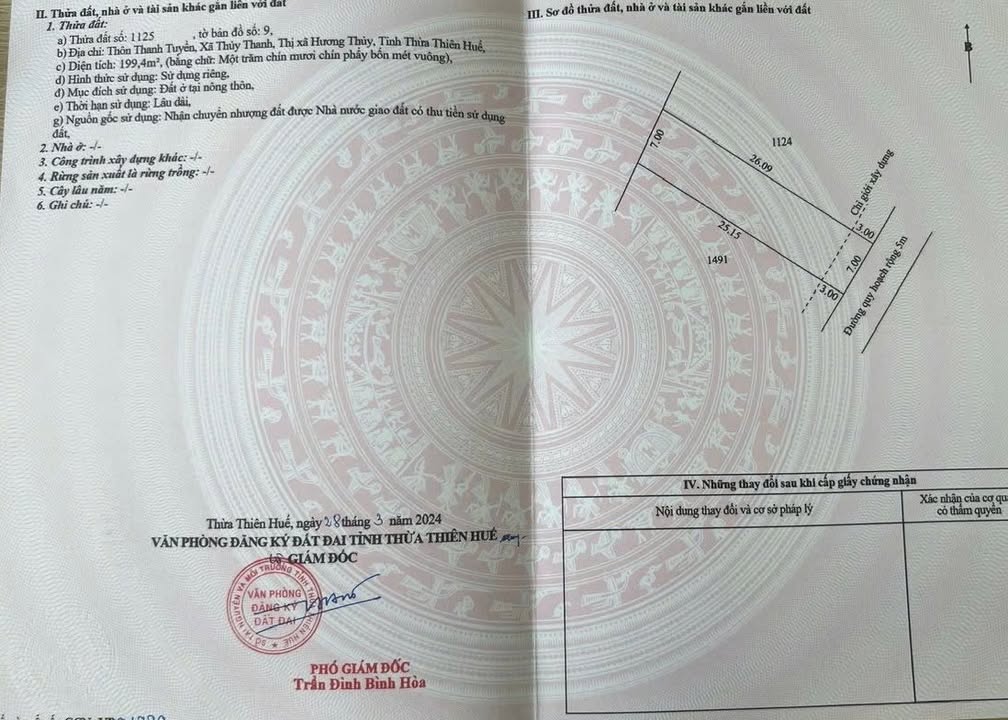 II. Thửa đất, nhà ở và tài sản khác gắn liền với đất
1. Thửa đất:
a) Thửa đất số: 1125 , tờ bản đồ số: 9,
b) Địa chỉ: Thôn Thanh Tuyền, Xã Thủy Thanh, Thị xã Hương Thủy, Tỉnh Thừa Thiên Huế,
c) Diện tích: 199,4m², (bằng chữ: Một trăm chín mươi chín phẩy bốn mét vuông),
d) Hình thức sử dụng: Sử dụng riêng,
đ) Mục đích sử dụng: Đất ở tại nông thôn,
e) Thời hạn sử dụng: Lâu dài,
g) Nguồn gốc sử dụng: Nhận chuyển nhượng đất được Nhà nước giao đất có thu tiền sử dụng
đất,
2. Nhà ở: -/-
3. Công trình xây dựng khác: -/-
4. Rừng sản xuất là rừng trồng: -/-
5. Cây lâu năm: -/-
6. Ghi chú: -/-
Thừa Thiên Huế, ngày 28 tháng 3 năm 2024
VĂN PHÒNG ĐĂNG KÝ ĐẤT ĐAI TỈNH THỪA THIÊN HUẾ
GIÁM ĐỐC
SỞ TÀI NGUYÊN VÀ MÔI TRƯỜNG TỈNH THỪA THIÊN HUẾ
VĂN PHÒNG
ĐĂNG KÝ
ĐẤT ĐAI
PHÓ GIÁM ĐỐC
Trần Đình Bình Hòa
III. Sơ đồ thửa đất, nhà ở và tài sản khác gắn liền với đất
B
7.00
1124
26.09
Chỉ giới xây dựng
3.00
25.15
1491
7.00
3.00
Đường quy hoạch rộng 5m
IV. Những thay đổi sau khi cấp giấy chứng nhận
Nội dung thay đổi và cơ sở pháp lý
Xác nhận của cơ qu
có thẩm quyền